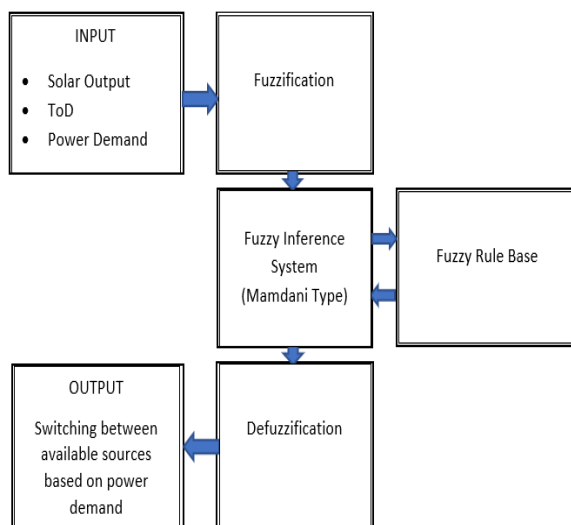 INPUT
• Solar Output
• ToD
• Power Demand
Fuzzification
Fuzzy Inference
System
(Mamdani Type)
Fuzzy Rule Base
OUTPUT
Switching between
available sources
based on power
demand
Defuzzification